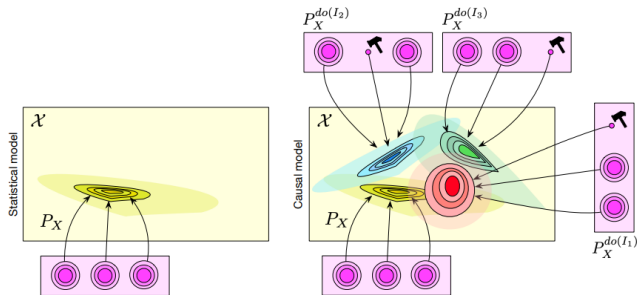 Statistical model
𝒳
P_X
Causal model
P_X^{do(I_2)}
P_X^{do(I_3)}
𝒳
P_X
P_X^{do(I_1)}